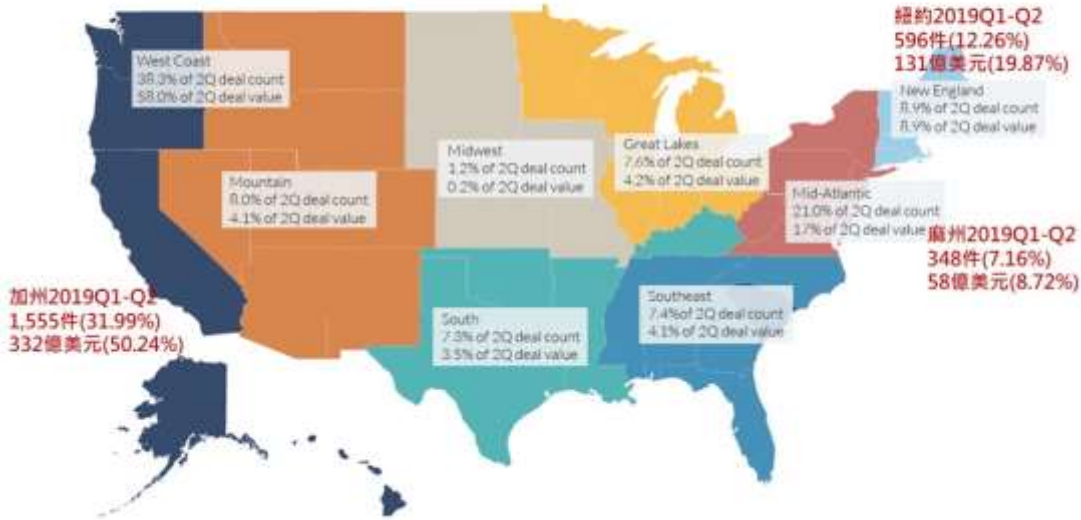 紐約2019Q1-Q2
596件(12.26%)
131億美元(19.87%)
West Coast
38.3% of 2Q deal count
58.0% of 2Q deal value
New England
8.9% of 2Q deal count
8.9% of 2Q deal value
Great Lakes
7.6% of 2Q deal count
4.2% of 2Q deal value
Midwest
1.2% of 2Q deal count
0.2% of 2Q deal value
Mountain
8.0% of 2Q deal count
4.1% of 2Q deal value
Mid-Atlantic
21.0% of 2Q deal count
17% of 2Q deal value
麻州2019Q1-Q2
348件(7.16%)
58億美元(8.72%)
加州2019Q1-Q2
1,555件(31.99%)
332億美元(50.24%)
Southeast
7.4%of 2Q deal count
4.1% of 2Q deal value
South
7.3% of 2Q deal count
3.5% of 2Q deal value